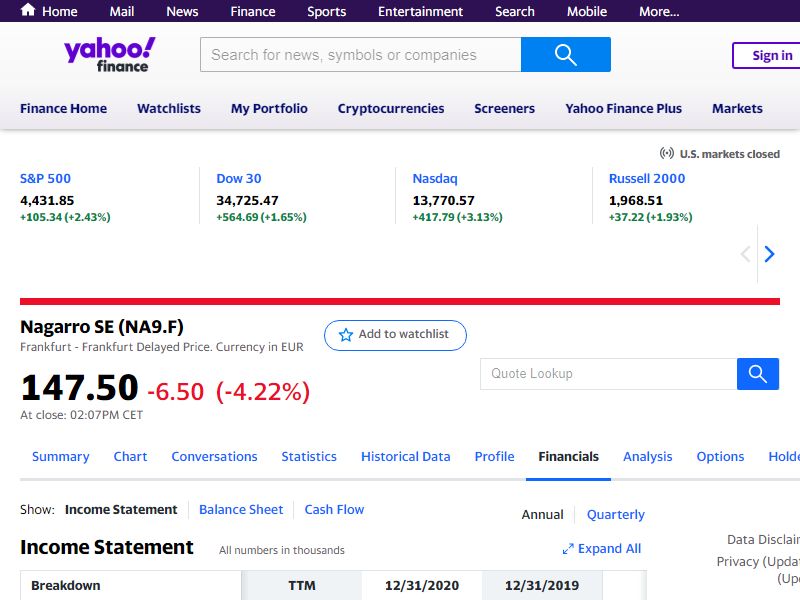 Home Mail News Finance Sports Entertainment Search Mobile More...
yahoo!
finance
Search for news, symbols or companies
Sign in
Finance Home Watchlists My Portfolio Cryptocurrencies Screeners Yahoo Finance Plus Markets
U.S. markets closed
S&P 500 Dow 30 Nasdaq Russell 2000
4,431.85 34,725.47 13,770.57 1,968.51
+105.34 (+2.43%) +564.69 (+1.65%) +417.79 (+3.13%) +37.22 (+1.93%)
Nagarro SE (NA9.F)
Add to watchlist
Frankfurt - Frankfurt Delayed Price. Currency in EUR
Quote Lookup
147.50 -6.50 (-4.22%)
At close: 02:07PM CET
Summary Chart Conversations Statistics Historical Data Profile Financials Analysis Options Holde
Show: Income Statement Balance Sheet Cash Flow
Annual Quarterly
Income Statement All numbers in thousands
Expand All
Data Disclain
Privacy (Updat
(Upd
Breakdown TTM 12/31/2020 12/31/2019